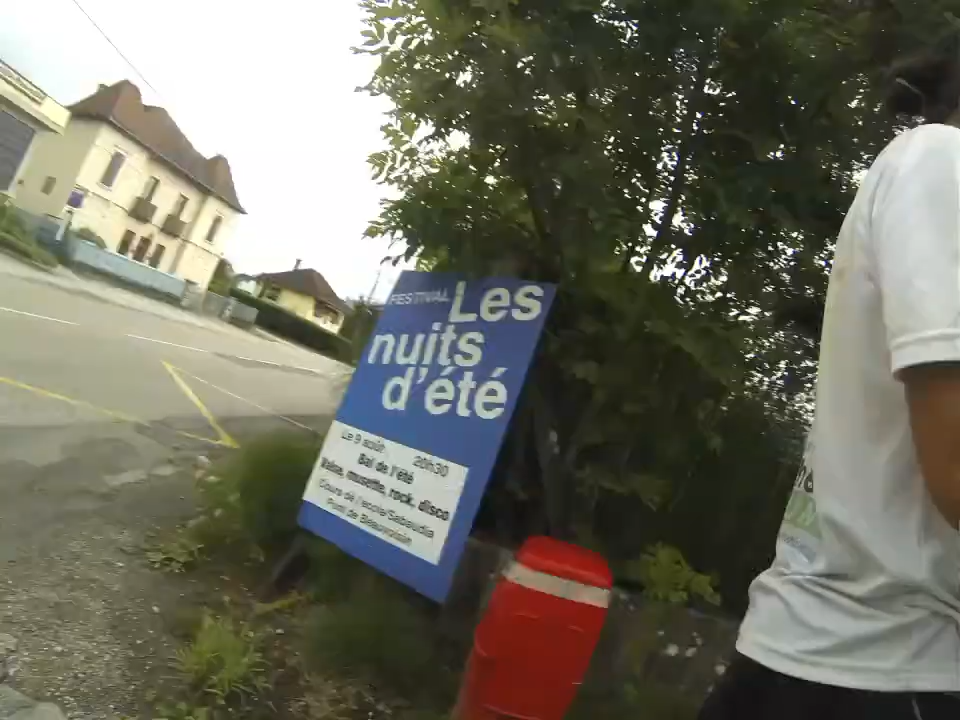 FESTIVAL Les
nuits
d'été
Le 9 août 20h30
Bal de l'été
Valse, musette, rock, disco
Cours de l'école/Sabaudia
Pont de Beauvoisin